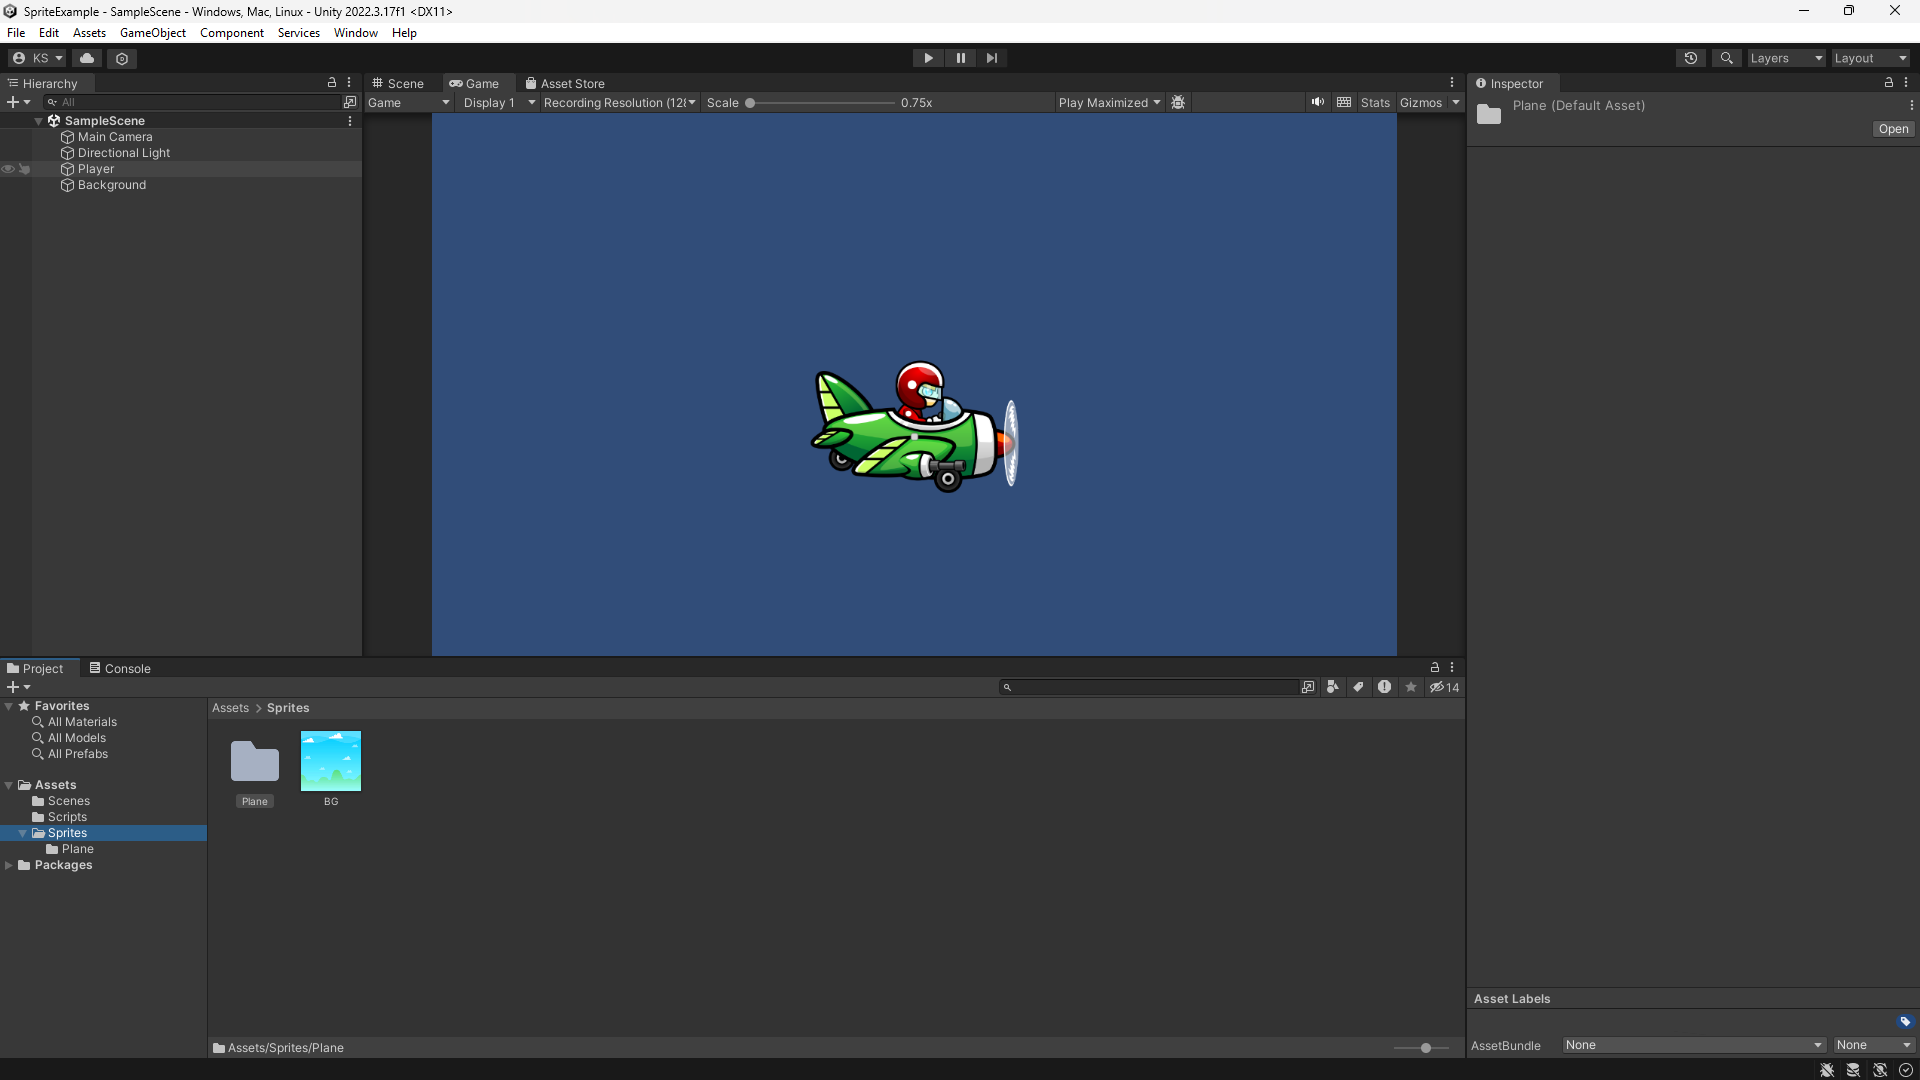 SpriteExample - SampleScene - Windows, Mac, Linux - Unity 2022.3.17f1 <DX11>
File Edit Assets GameObject Component Services Window Help
KS
Layers Layout
Hierarchy
All
SampleScene
Main Camera
Directional Light
Player
Background
Scene Game Asset Store
Game Display 1 Recording Resolution (128 Scale 0.75x Play Maximized Stats Gizmos
Inspector
Plane (Default Asset)
Open
Project Console
14
Favorites
All Materials
All Models
All Prefabs
Assets
Scenes
Scripts
Sprites
Plane
Packages
Assets > Sprites
Plane BG
Assets/Sprites/Plane
Asset Labels
AssetBundle None None